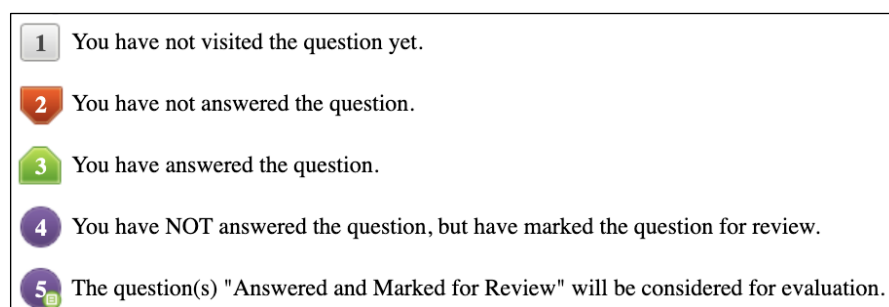 1 You have not visited the question yet.
2 You have not answered the question.
3 You have answered the question.
4 You have NOT answered the question, but have marked the question for review.
5 The question(s) "Answered and Marked for Review" will be considered for evaluation.